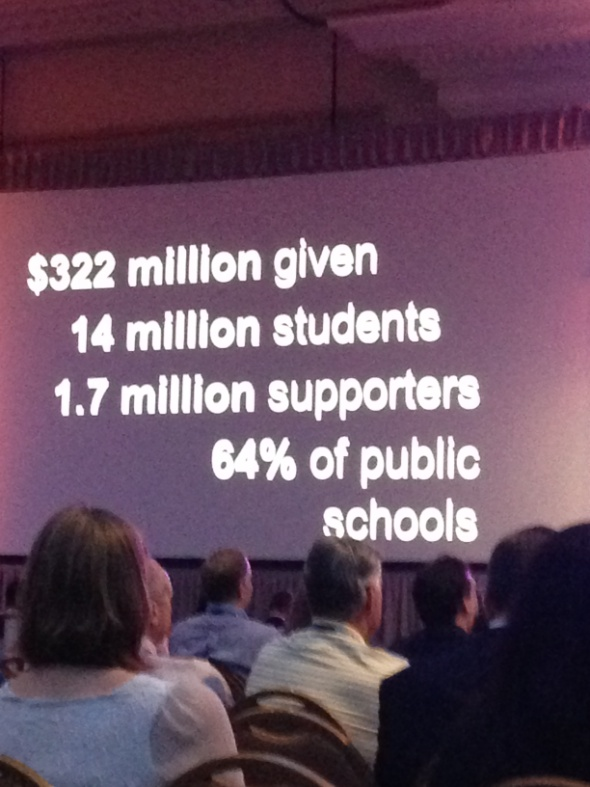 $322 million given
14 million students
1.7 million supporters
64% of public
schools